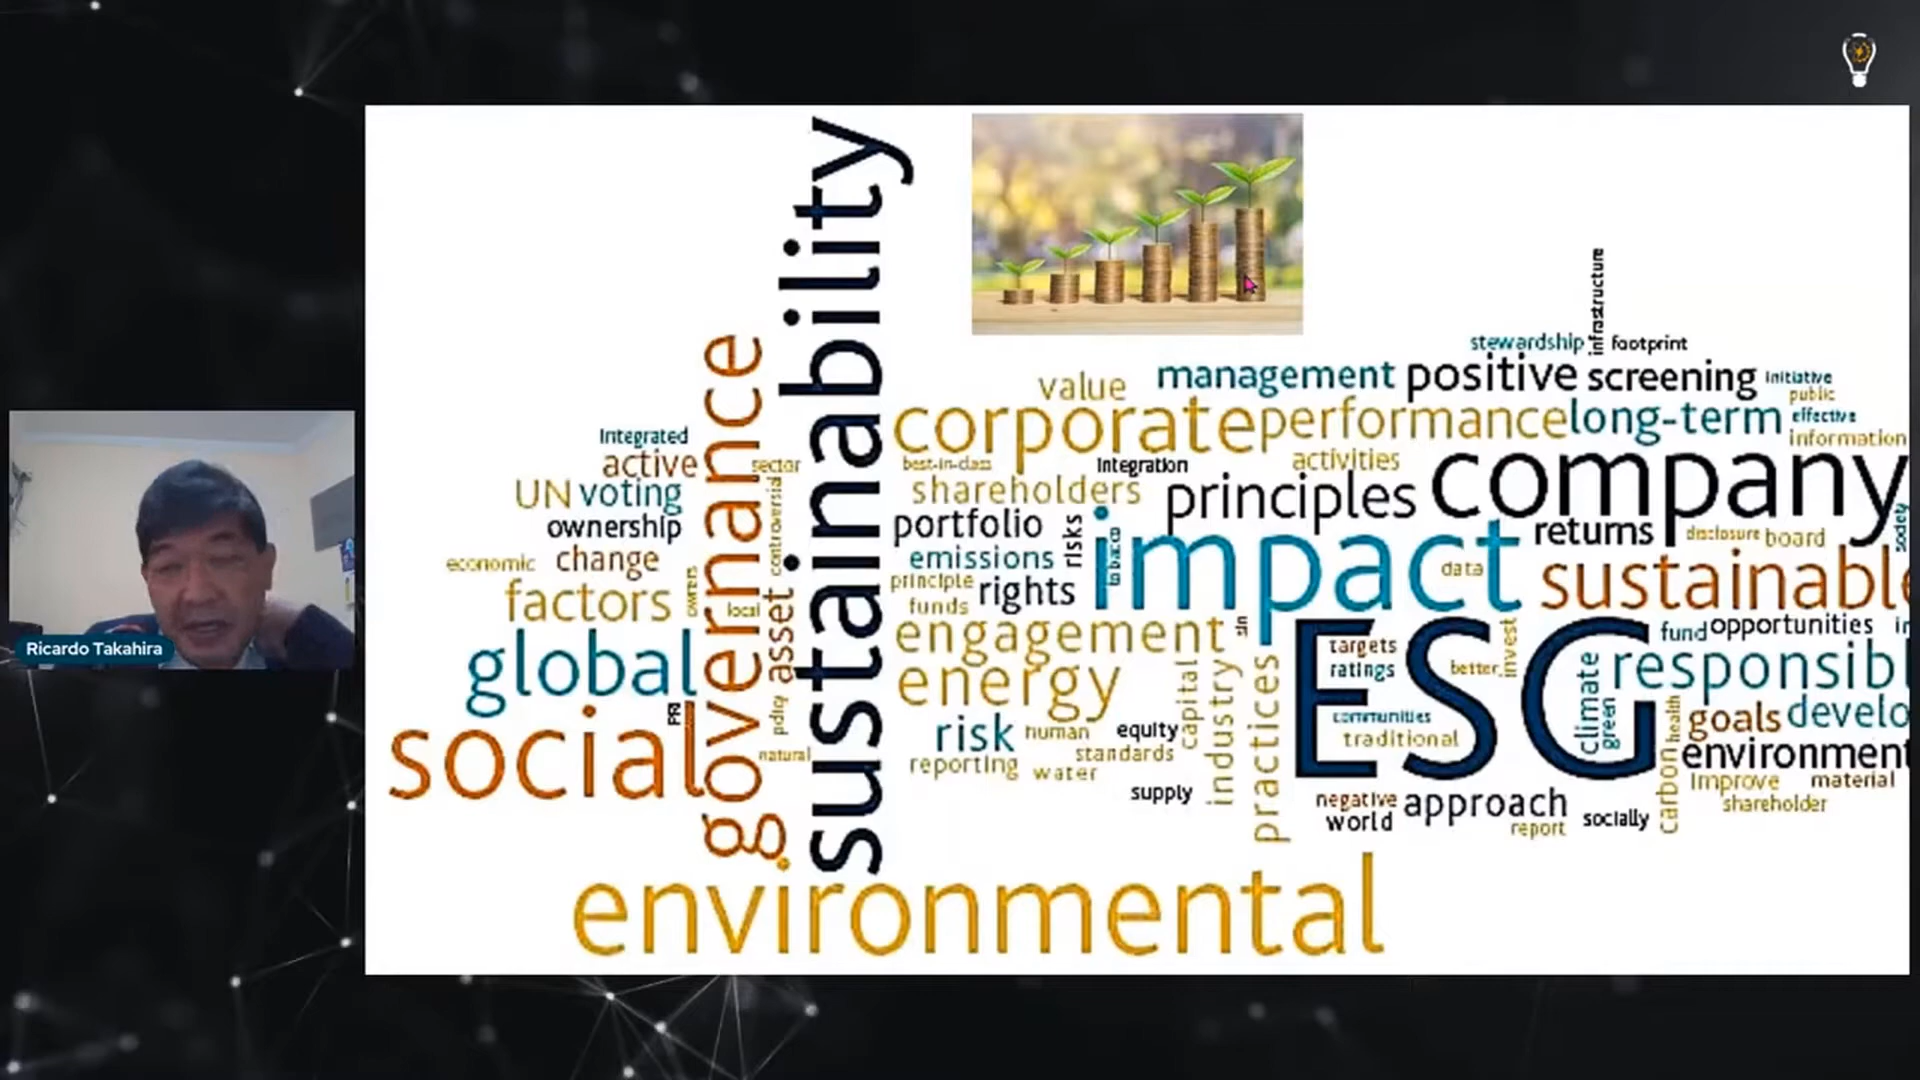 Ricardo Takahira
sustainability
governance
infrastructure
stewardship
footprint
value
management
positive
screening
initiative
public
corporate
performance
long-term
effective
information
integrated
active
sector
best-in-class
integration
activities
company
UN
voting
controversial
shareholders
principles
ownership
portfolio
risks
returns
disclosure
board
society
economic
change
emissions
tobacco
impact
data
sustainable
factors
owners
local
asset
principle
rights
funds
engagement
sin
targets
invest
fund
opportunities
global
ratings
better
climate
responsibl
energy
capital
industry
practices
ESG
PRI
policy
communities
green
health
goals
develo
social
natural
risk
human
equity
traditional
environment
reporting
standards
water
carbon
improve
material
supply
negative
approach
shareholder
world
report
socially
environmental